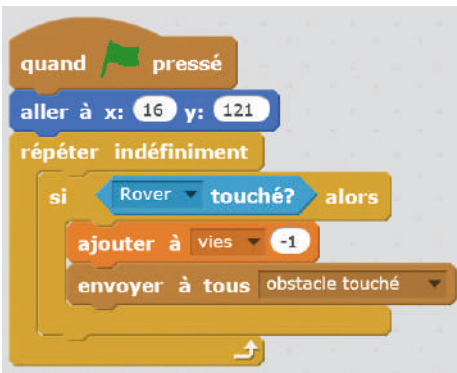 quand pressé
aller à x: 16 y: 121
répéter indéfiniment
si Rover touché? alors
ajouter à vies -1
envoyer à tous obstacle touché